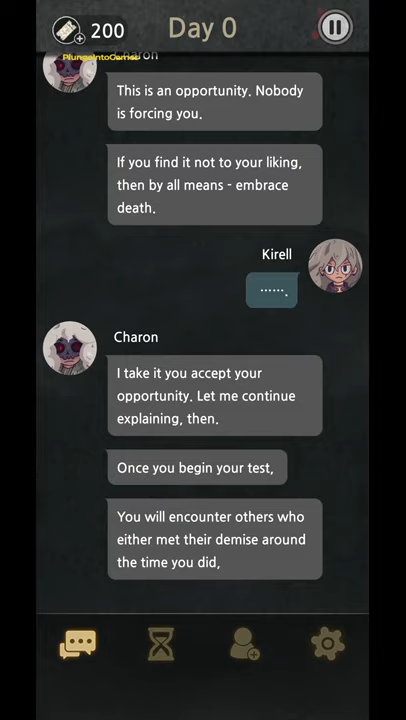 200
Day 0
Charon
PlungeIntoGames
This is an opportunity. Nobody
is forcing you.
If you find it not to your liking,
then by all means - embrace
death.
Kirell
·······.
Charon
I take it you accept your
opportunity. Let me continue
explaining, then.
Once you begin your test,
You will encounter others who
either met their demise around
the time you did,